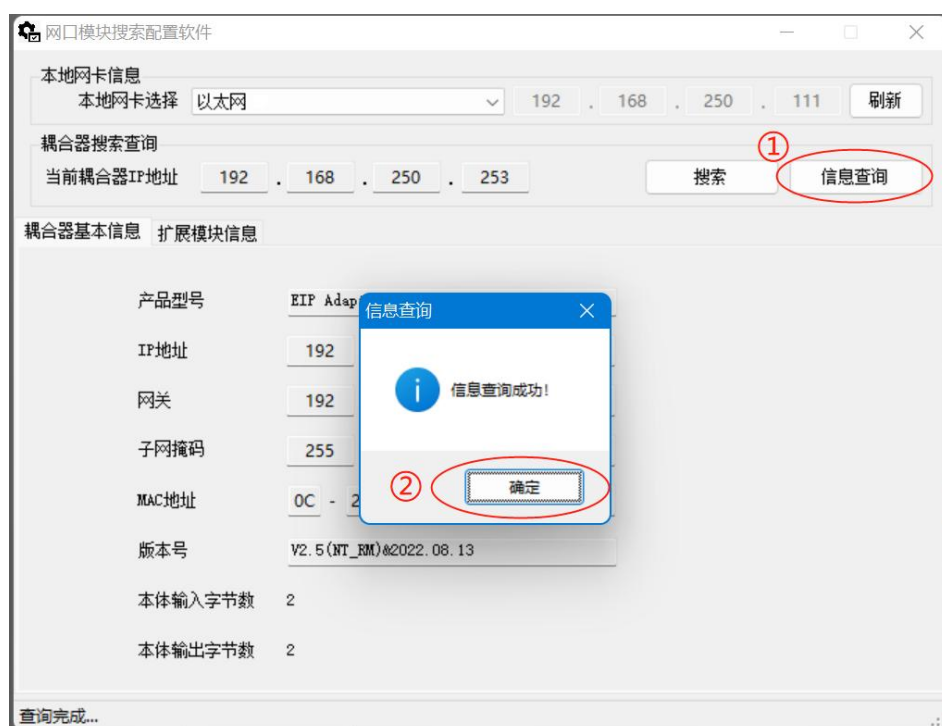 网口模块搜索配置软件
本地网卡信息
本地网卡选择 以太网 192 . 168 . 250 . 111 刷新
耦合器搜索查询
①
当前耦合器IP地址 192 . 168 . 250 . 253 搜索 信息查询
耦合器基本信息 扩展模块信息
产品型号 EIP Adap
信息查询
IP地址 192
信息查询成功!
网关 192
子网掩码 255
② 确定
MAC地址 0C - 2
版本号 V2.5(NT_RM)&2022.08.13
本体输入字节数 2
本体输出字节数 2
查询完成...